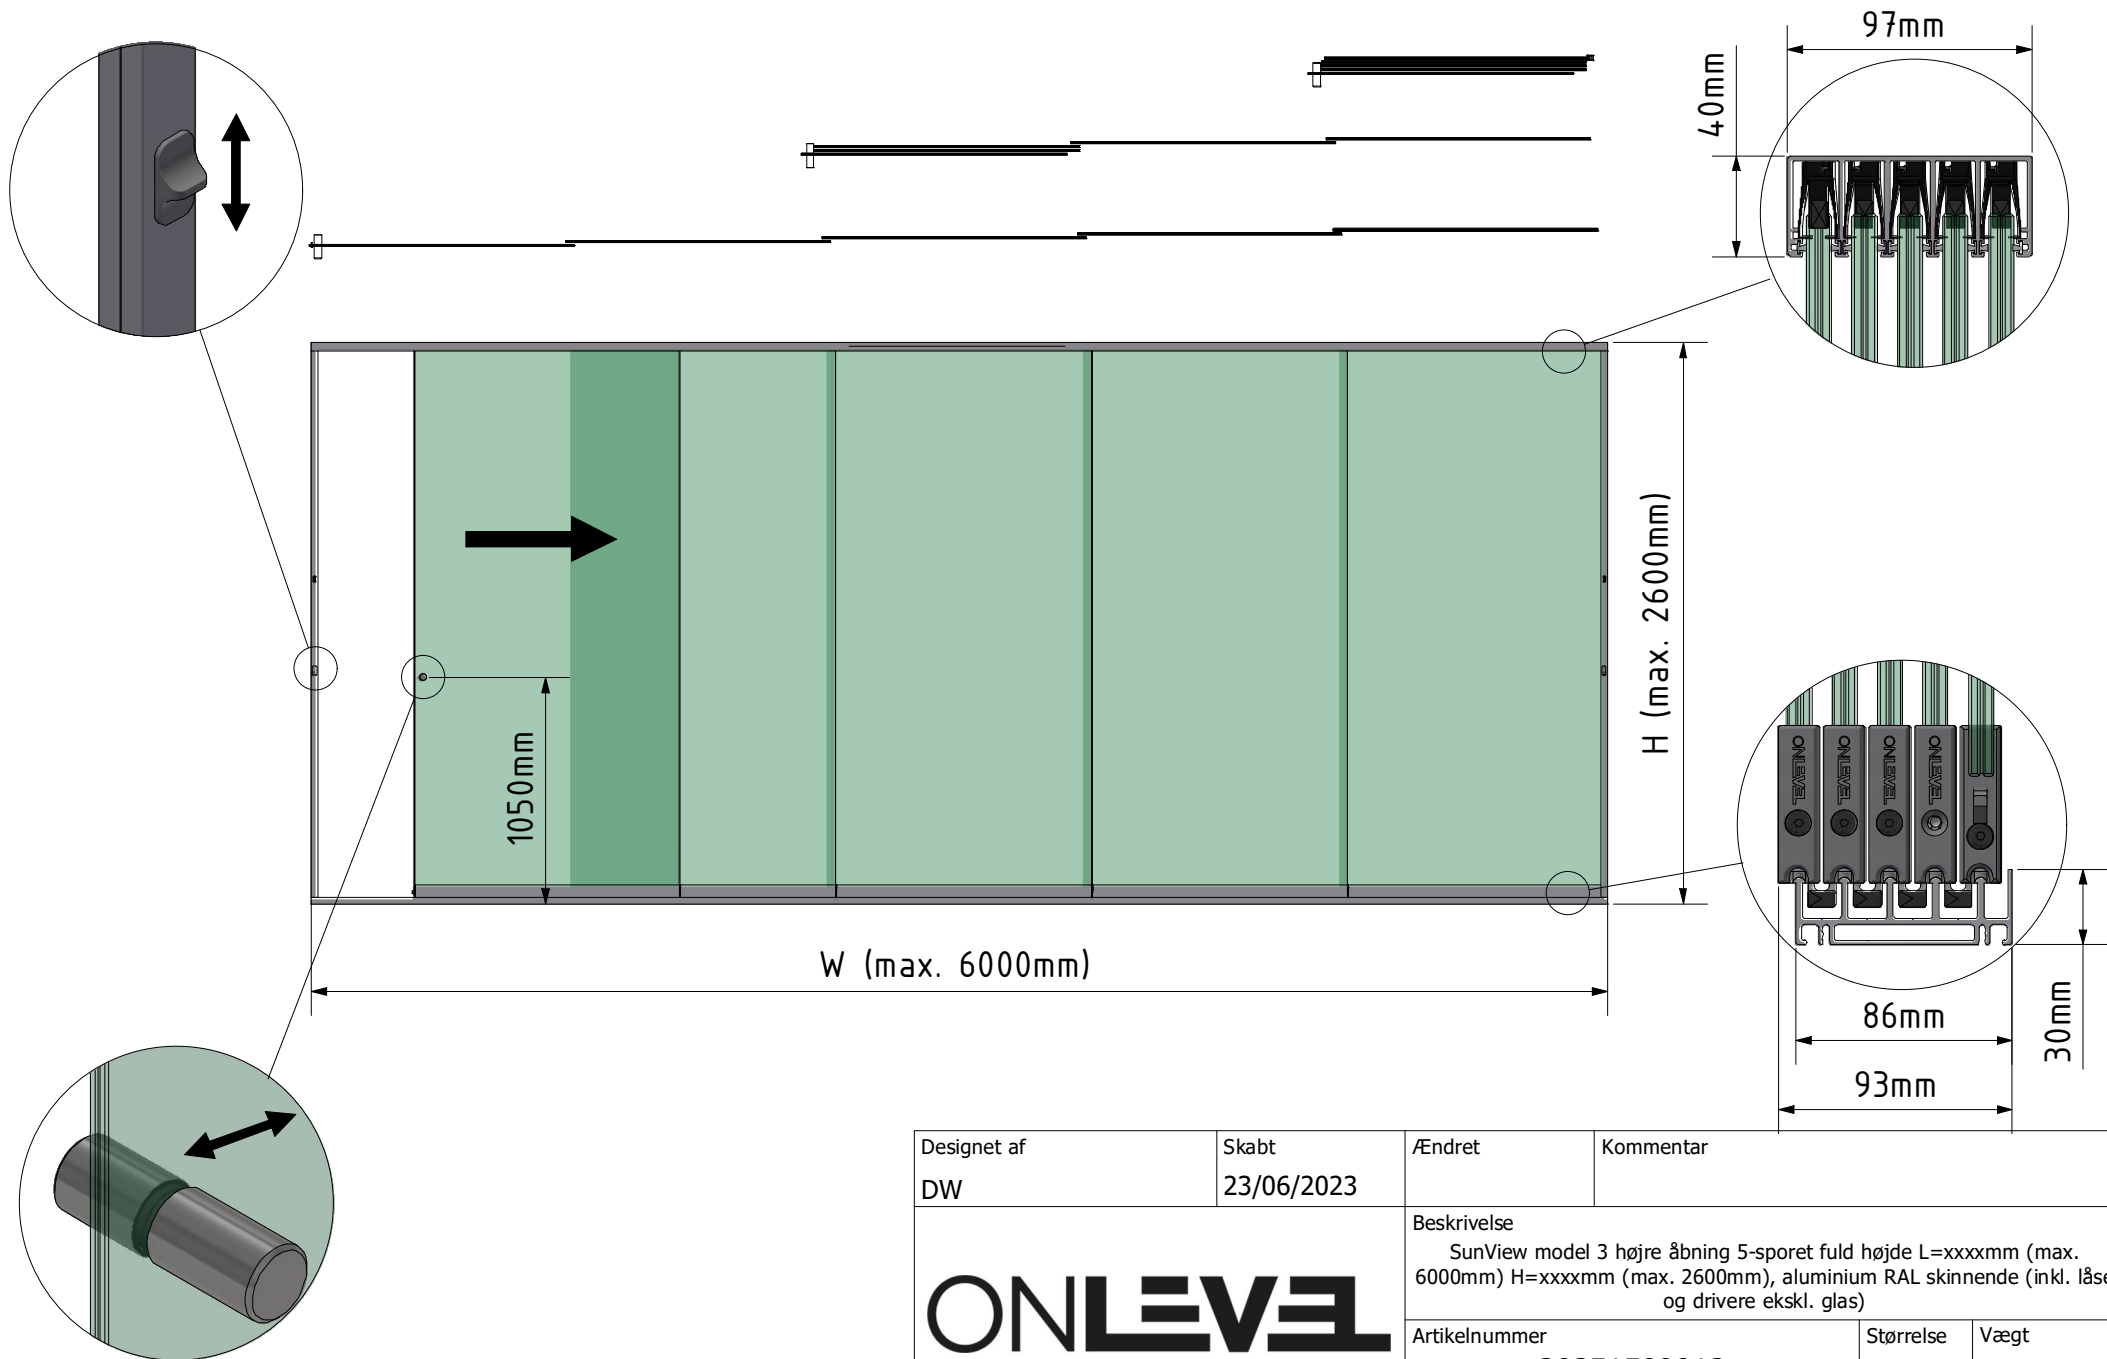 97mm
40mm
H (max. 2600mm)
1050mm
W (max. 6000mm)
ONLEVEL
ONLEVEL
ONLEVEL
ONLEVEL
86mm
30mm
93mm
Designet af
DW
Skabt
23/06/2023
Ændret
Kommentar
ONLEVEL
Beskrivelse
SunView model 3 højre åbning 5-sporet fuld højde L=xxxxmm (max.
6000mm) H=xxxxmm (max. 2600mm), aluminium RAL skinnende (inkl. låse
og drivere ekskl. glas)
Artikelnummer
Størrelse
Vægt